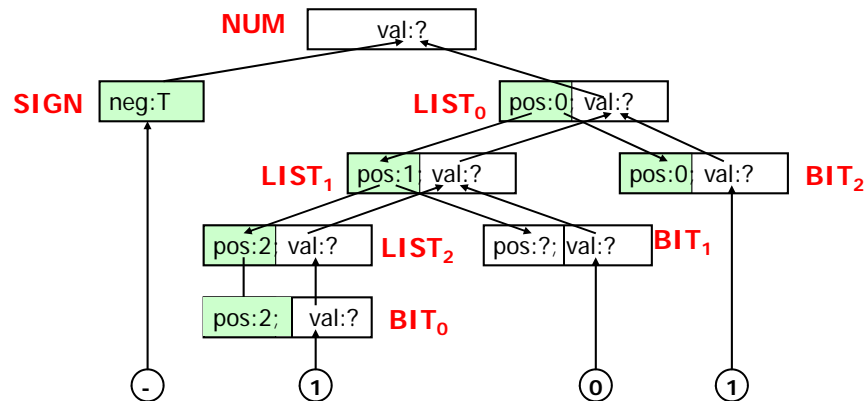 NUM val:?
SIGN neg:T LIST₀ pos:0; val:?
LIST₁ pos:1; val:? pos:0; val:? BIT₂
pos:2; val:? LIST₂ pos:?; val:? BIT₁
pos:2; val:? BIT₀
- 1 0 1